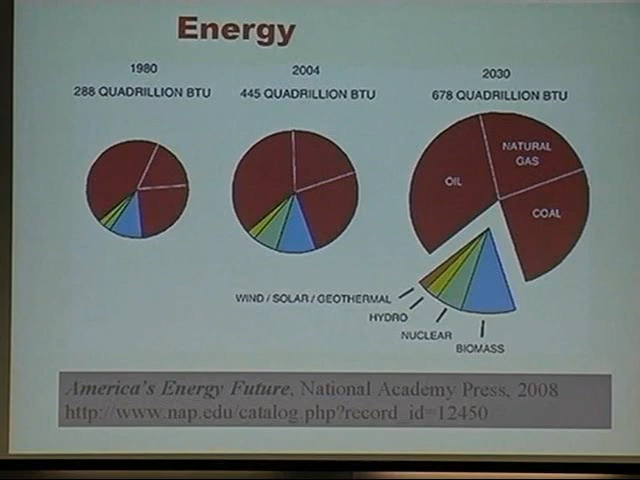 Energy
1980
2004
2030
288 QUADRILLION BTU
445 QUADRILLION BTU
678 QUADRILLION BTU
NATURAL
GAS
OIL
COAL
WIND / SOLAR / GEOTHERMAL
HYDRO
NUCLEAR
BIOMASS
America's Energy Future, National Academy Press, 2008
http://www.nap.edu/catalog.php?record_id=12450